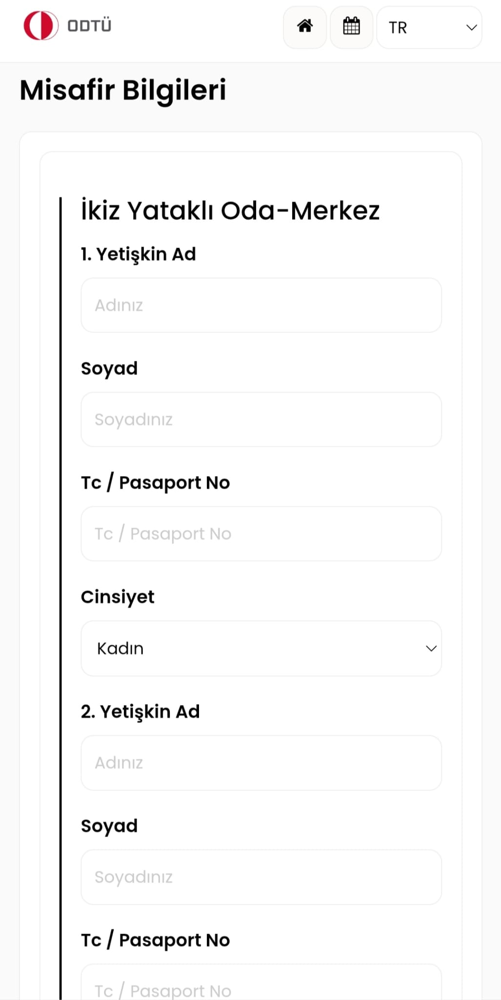 ODTÜ
TR
Misafir Bilgileri
İkiz Yataklı Oda-Merkez
1. Yetişkin Ad
Adınız
Soyad
Soyadınız
Tc / Pasaport No
Tc / Pasaport No
Cinsiyet
Kadın
2. Yetişkin Ad
Adınız
Soyad
Soyadınız
Tc / Pasaport No
Tc / Pasaport No